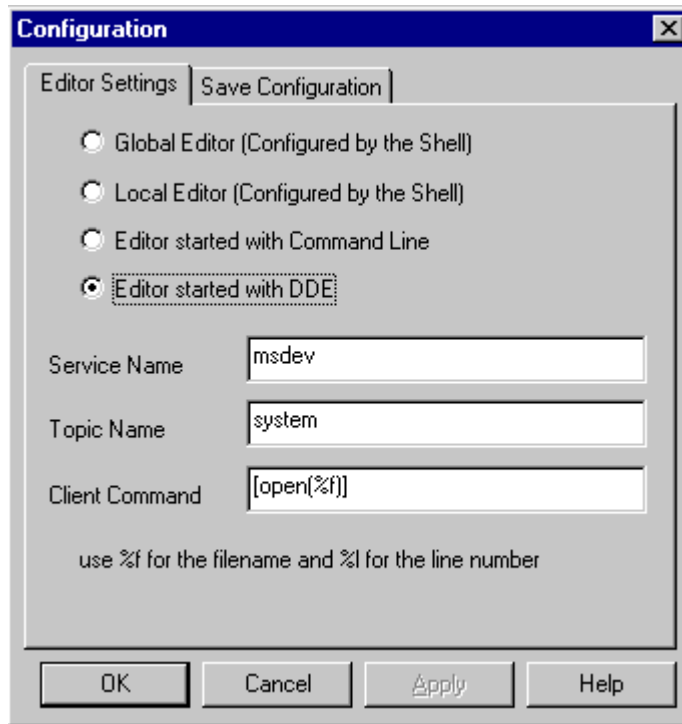 Configuration
Editor Settings
Save Configuration
Global Editor (Configured by the Shell)
Local Editor (Configured by the Shell)
Editor started with Command Line
Editor started with DDE
Service Name
msdev
Topic Name
system
Client Command
[open(%f)]
use %f for the filename and %l for the line number
OK
Cancel
Apply
Help